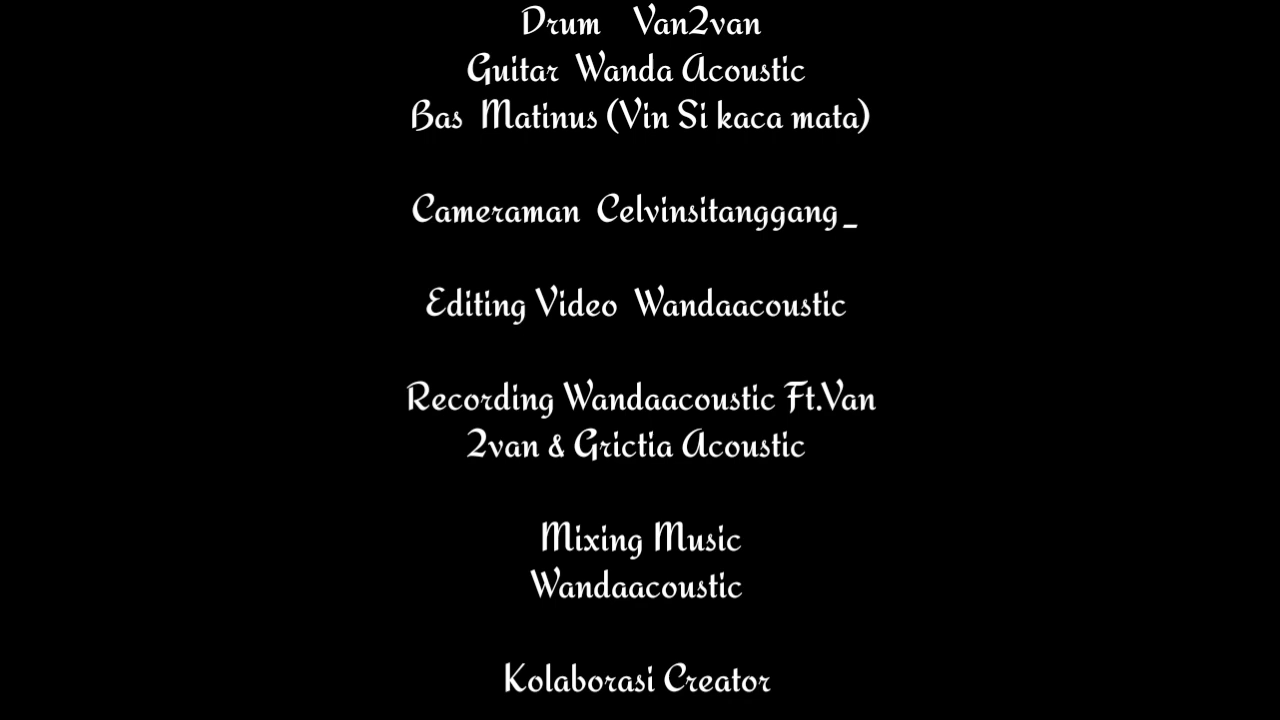 Drum Van2van
Guitar Wanda Acoustic
Bas Matinus (Vin Si kaca mata)
Cameraman Celvinsitanggang_
Editing Video Wandaacoustic
Recording Wandaacoustic Ft.Van
2van & Grictia Acoustic
Mixing Music
Wandaacoustic
Kolaborasi Creator